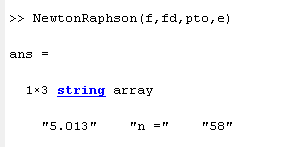 >> NewtonRaphson(f,fd,pto,e)
ans =
1×3 string array
"5.013" "n =" "58"